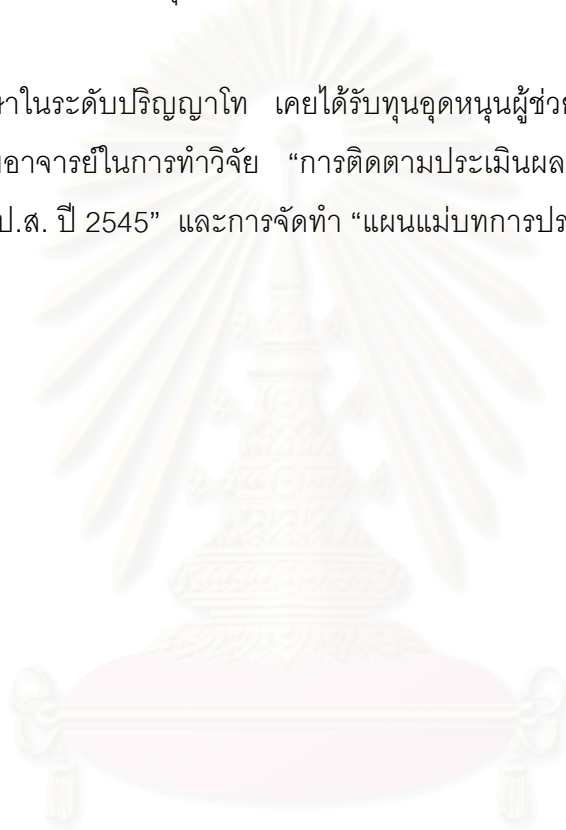 ษาในระดับปริญญาโท เคยได้รับทุนอุดหนุนผู้ช่วย
อาจารย์ในการทำวิจัย “การติดตามประเมินผล
ป.ส. ปี 2545” และการจัดทำ “แผนแม่บทการปร